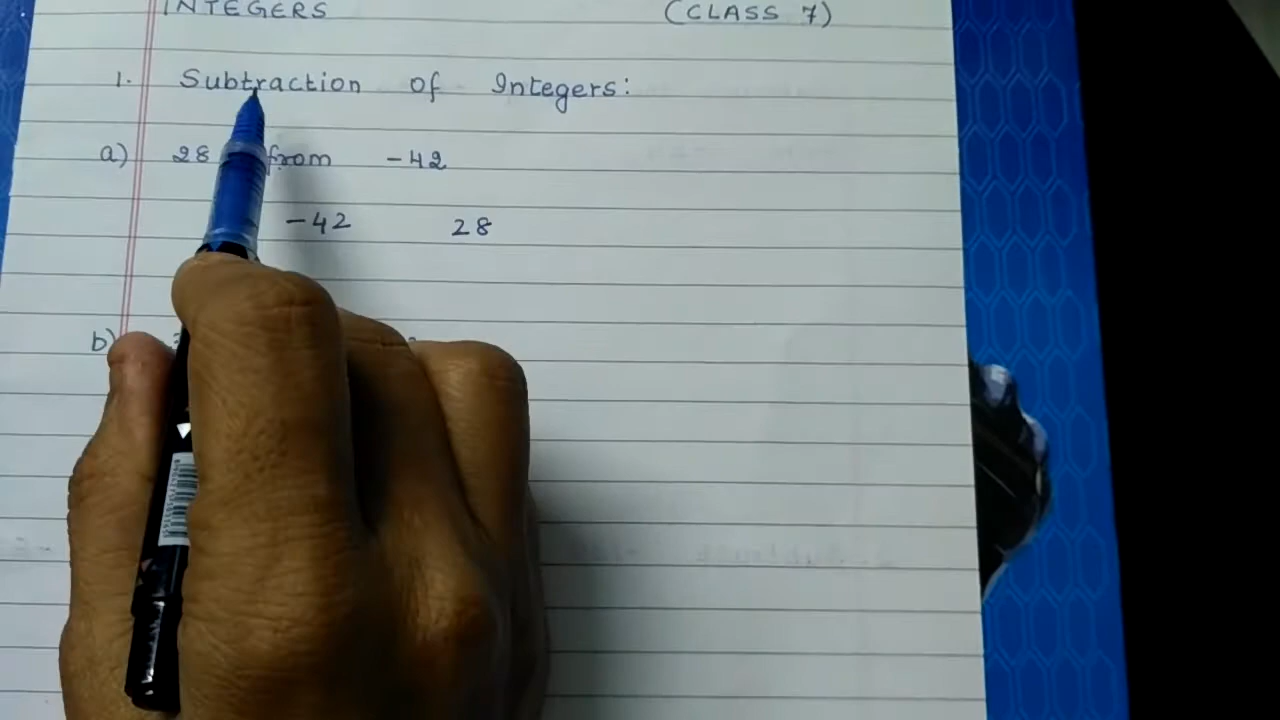 INTEGERS (CLASS 7)
1. Subtraction of Integers:
a) 28 from -42
-42 28
b)